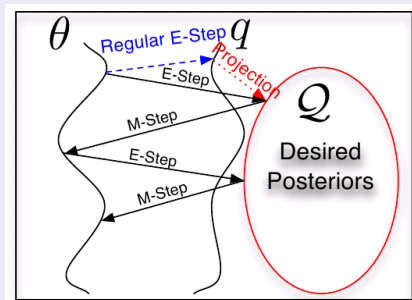 θ
Regular E-Step
q
Projection
E-Step
Q
M-Step
Desired
Posteriors
E-Step
M-Step